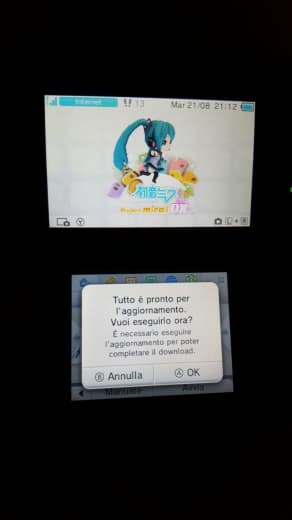 Internet 13 Mar 21/08 21:12
初音ミク
Project mirai
Ⓨ L+R
Tutto è pronto per
l'aggiornamento.
Vuoi eseguirlo ora?
È necessario eseguire
l'aggiornamento per poter
completare il download.
Ⓑ Annulla Ⓐ OK
Manuale Avvia